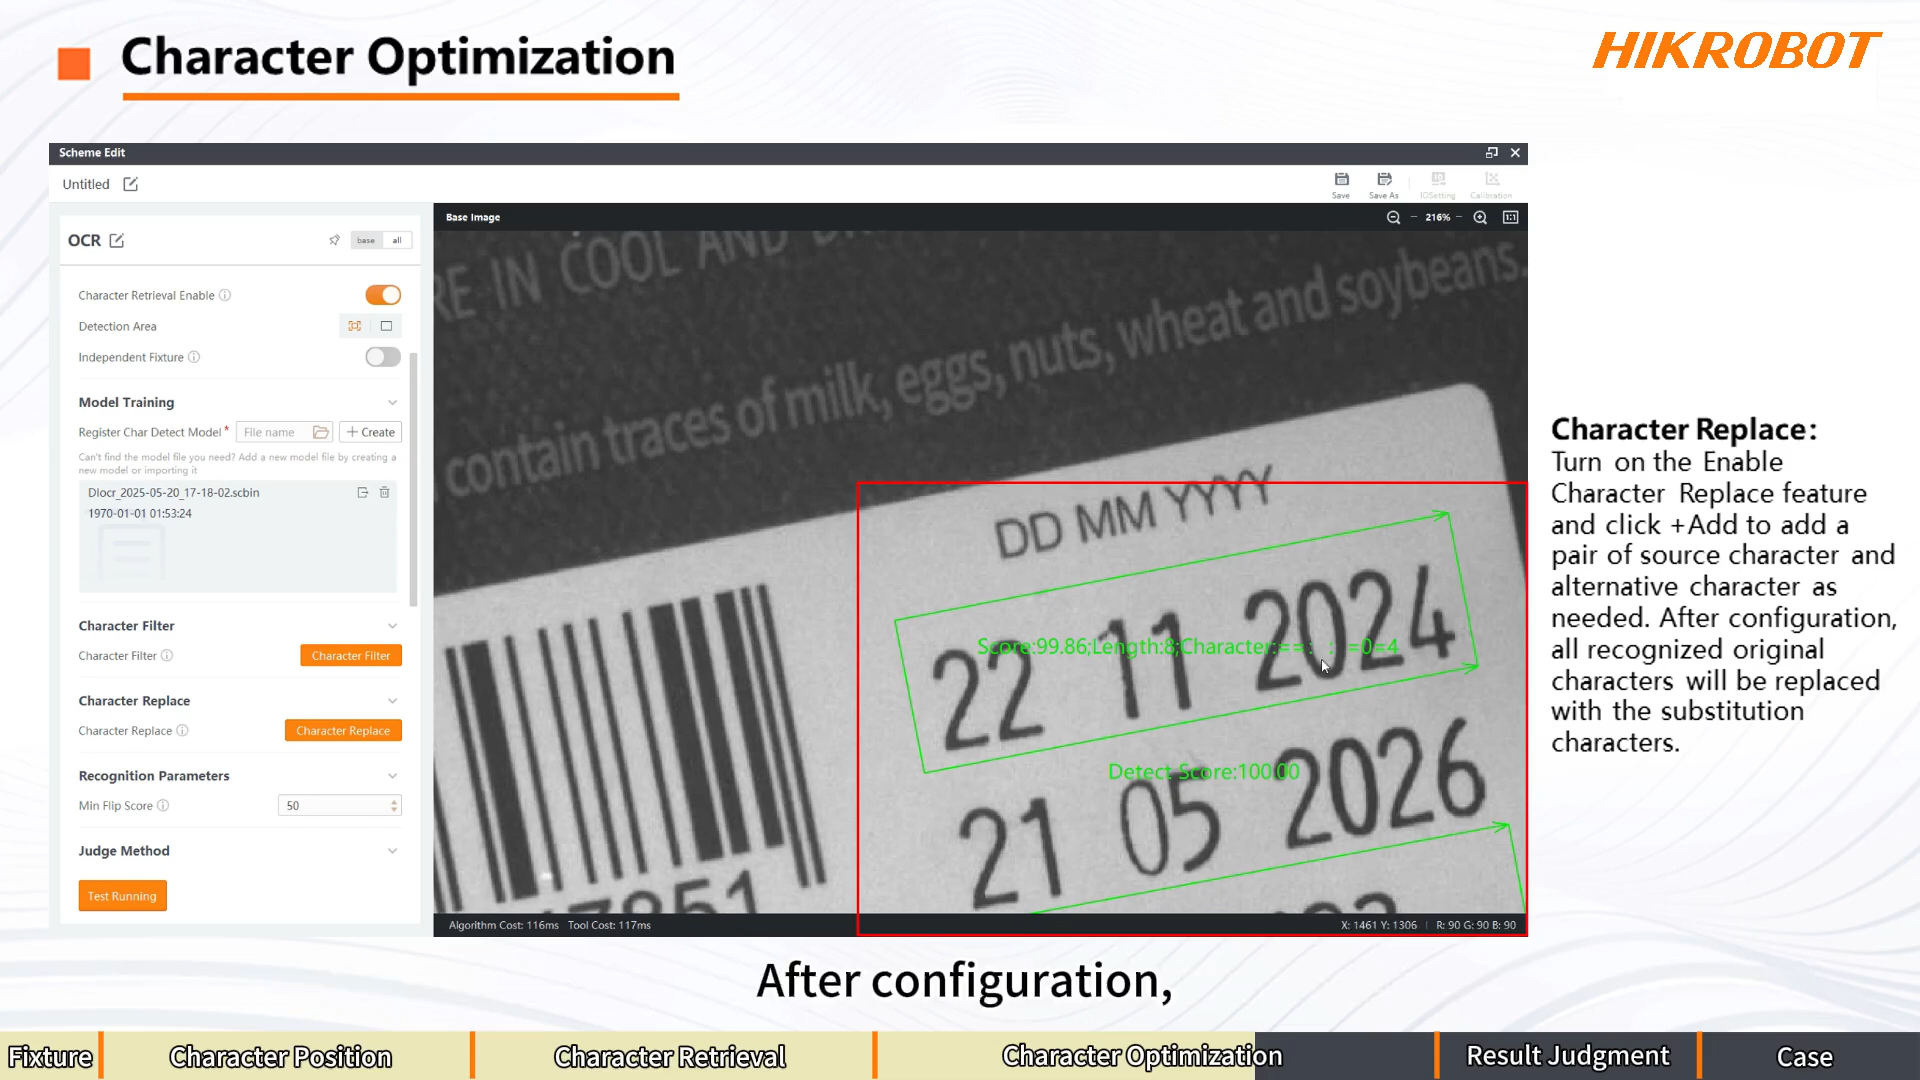 Character Optimization
HIKROBOT
Scheme Edit
Untitled
Save
Save As
IOSetting
Calibration
OCR
base
all
Base Image
216%
1:1
Character Retrieval Enable
Detection Area
Independent Fixture
Model Training
Register Char Detect Model *
File name
+ Create
Can't find the model file you need? Add a new model file by creating a
new model or importing it
Dlocr_2025-05-20_17-18-02.scbin
1970-01-01 01:53:24
Character Filter
Character Filter
Character Filter
Character Replace
Character Replace
Character Replace
Recognition Parameters
Min Flip Score
50
Judge Method
Test Running
RE IN COOL AND
contain traces of milk, eggs, nuts, wheat and soybeans.
DD MM YYYY
22 11 2024
Score:99.86;Length:8;Character:==: : =0=4
Detect Score:100.00
21 05 2026
7851
Algorithm Cost: 116ms Tool Cost: 117ms
X: 1461 Y: 1306 R: 90 G: 90 B: 90
Character Replace:
Turn on the Enable
Character Replace feature
and click +Add to add a
pair of source character and
alternative character as
needed. After configuration,
all recognized original
characters will be replaced
with the substitution
characters.
After configuration,
Fixture
Character Position
Character Retrieval
Character Optimization
Result Judgment
Case